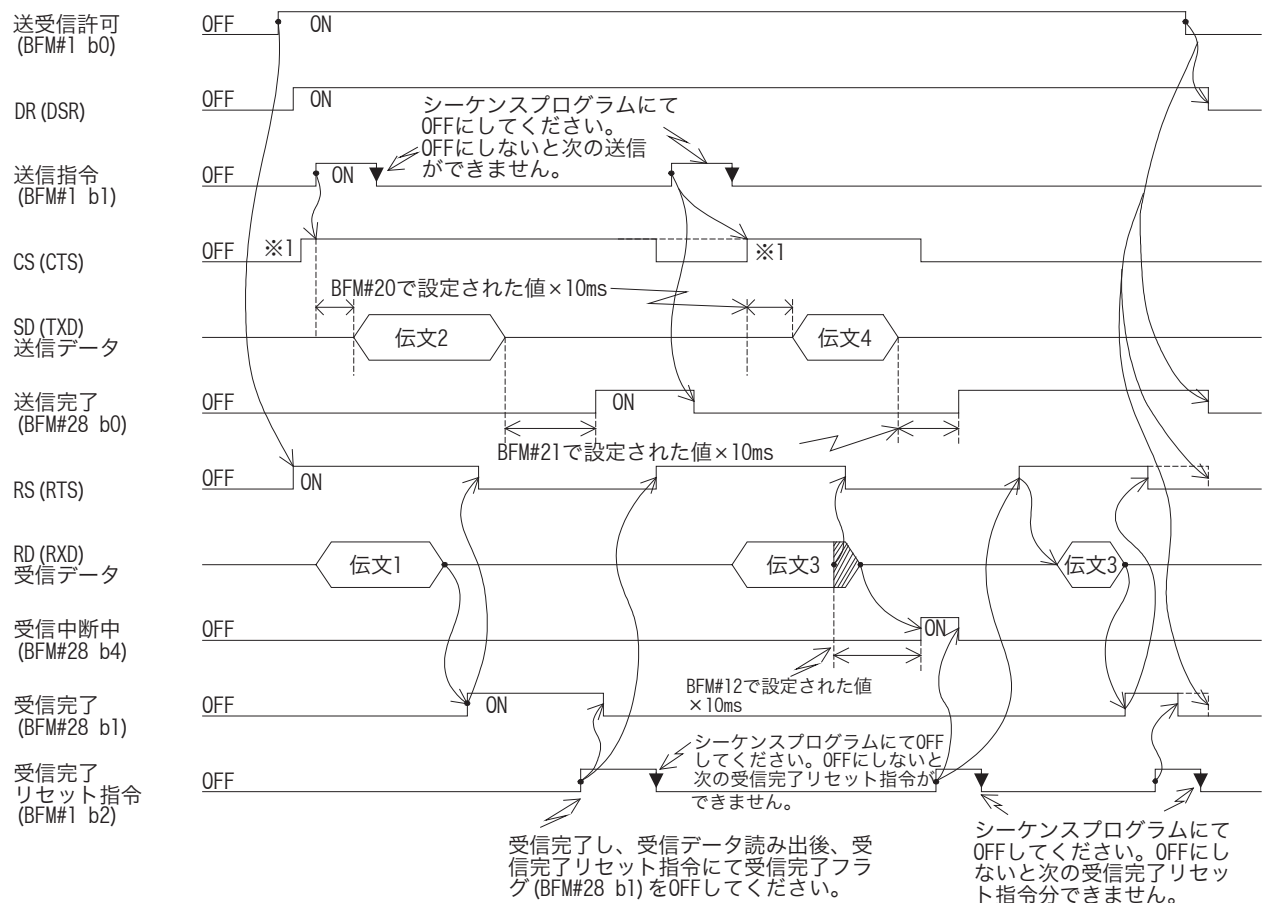 送受信許可
(BFM#1 b0)
OFF
ON
DR(DSR)
OFF
ON
シーケンスプログラムにて
OFFにしてください。
OFFにしないと次の送信
ができません。
送信指令
(BFM#1 b1)
OFF
ON
CS(CTS)
OFF
※1
※1
BFM#20で設定された値×10ms
SD(TXD)
送信データ
伝文2
伝文4
送信完了
(BFM#28 b0)
OFF
ON
BFM#21で設定された値×10ms
RS(RTS)
OFF
ON
RD(RXD)
受信データ
伝文1
伝文3
伝文3
受信中断中
(BFM#28 b4)
OFF
ON
BFM#12で設定された値
×10ms
受信完了
(BFM#28 b1)
OFF
ON
シーケンスプログラムにてOFF
してください。OFFにしないと
次の受信完了リセット指令が
できません。
受信完了
リセット指令
(BFM#1 b2)
OFF
受信完了し、受信データ読み出後、受
信完了リセット指令にて受信完了フラ
グ(BFM#28 b1)をOFFしてください。
シーケンスプログラムにて
OFFしてください。OFFにし
ないと次の受信完了リセッ
ト指令分できません。